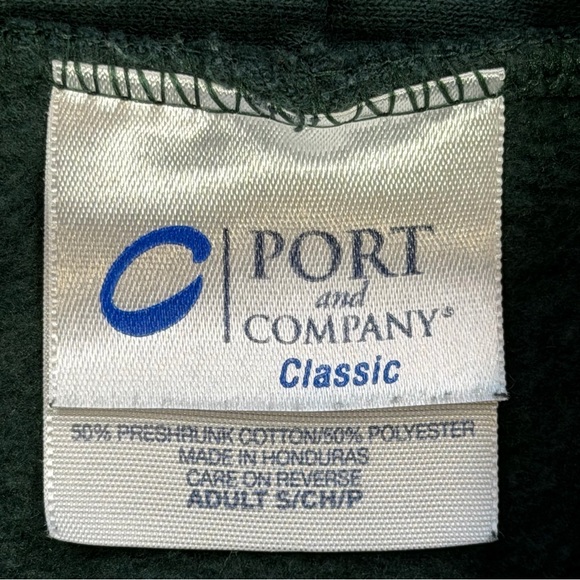 PORT
and
COMPANY®
Classic
50% PRESHRUNK COTTON/50% POLYESTER
MADE IN HONDURAS
CARE ON REVERSE
ADULT S/CH/P